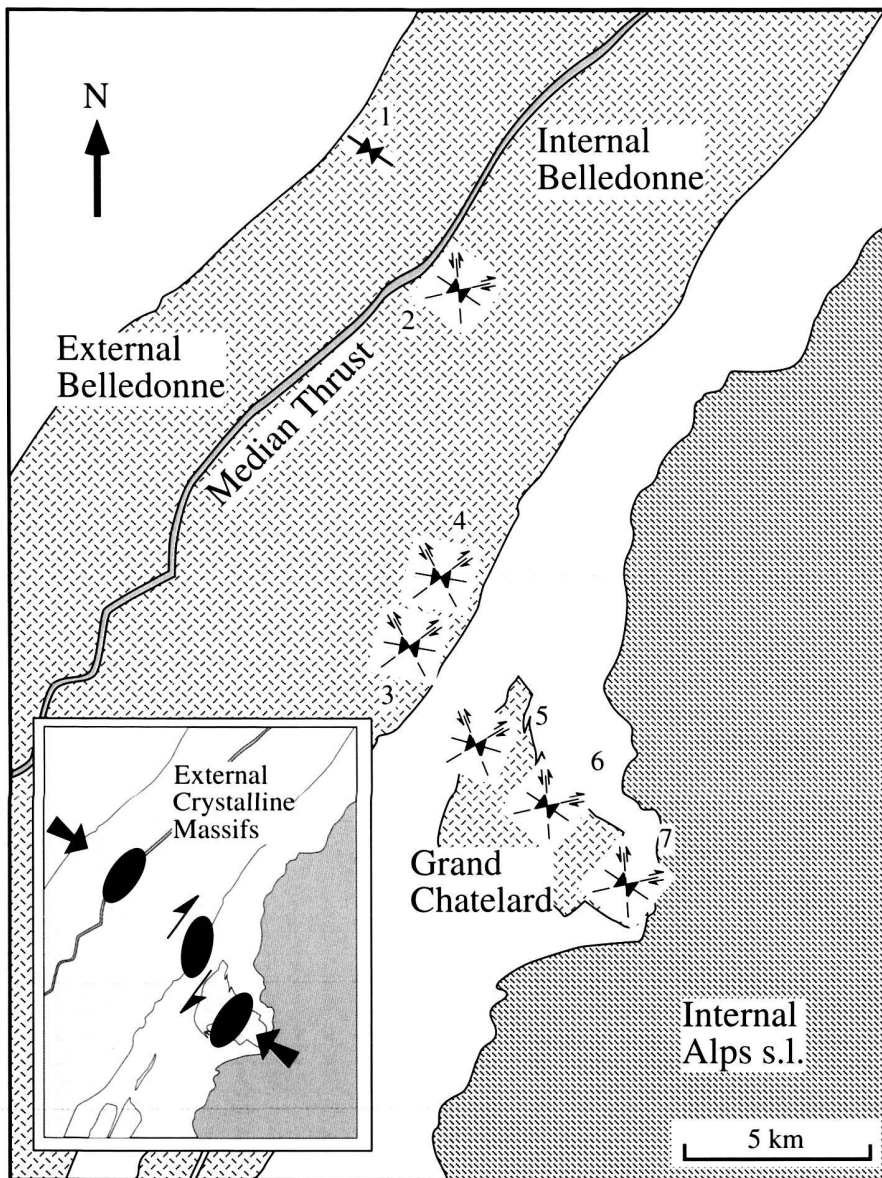 N
1
Internal
Belledonne
2
External
Belledonne
Median Thrust
4
3
5
6
7
Grand
Chatelard
External
Crystalline
Massifs
Internal
Alps s.l.
5 km